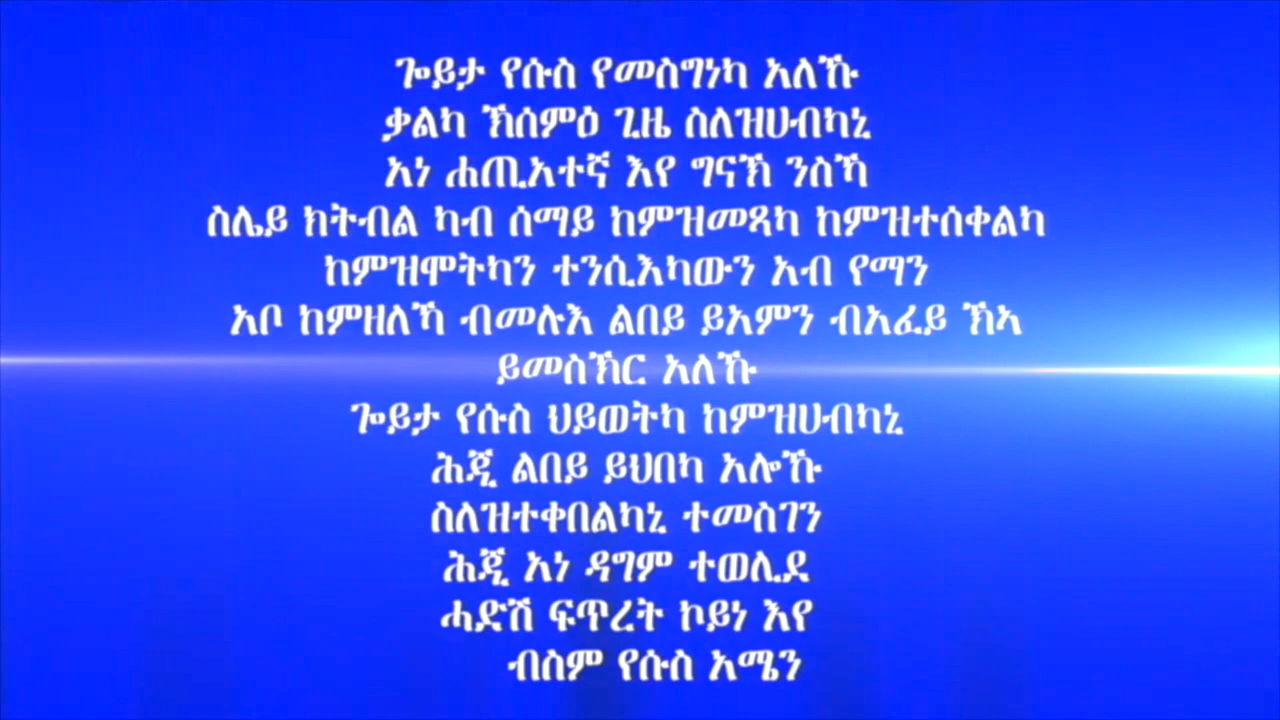 ጐይታ የሱስ የመስግነካ አለኹ
ቃልካ ኽሰምዕ ጊዜ ስለዝሀብካኒ
አነ ሐጢአተኛ እየ ግናኽ ንስኻ
ስሌይ ክትብል ካብ ሰማይ ከምዝመጻካ ከምዝተሰቀልካ
ከምዝሞትካን ተንሲእካውን አብ የማን
አቦ ከምዘለኻ ብመሉእ ልበይ ይአምን ብአፈይ ኽኣ
ይመስኽር አለኹ
ጐይታ የሱስ ህይወትካ ከምዝሀብካኒ
ሕጂ ልበይ ይህበካ አሎኹ
ስለዝተቀበልካኒ ተመስገን
ሕጂ አነ ዳግም ተወሊደ
ሓድሽ ፍጥረት ኮይነ እየ
ብስም የሱስ አሜን